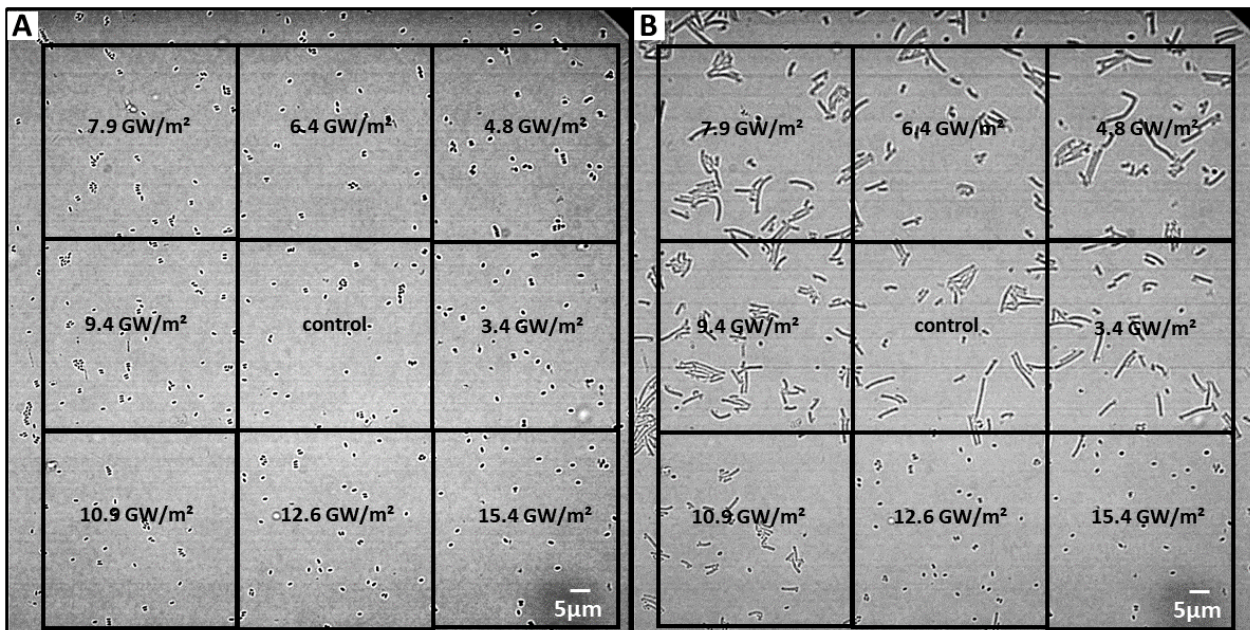 A
7.9 GW/m²
6.4 GW/m²
4.8 GW/m²
9.4 GW/m²
control
3.4 GW/m²
10.9 GW/m²
12.6 GW/m²
15.4 GW/m²
5µm
B
7.9 GW/m²
6.4 GW/m²
4.8 GW/m²
9.4 GW/m²
control
3.4 GW/m²
10.9 GW/m²
12.6 GW/m²
15.4 GW/m²
5µm